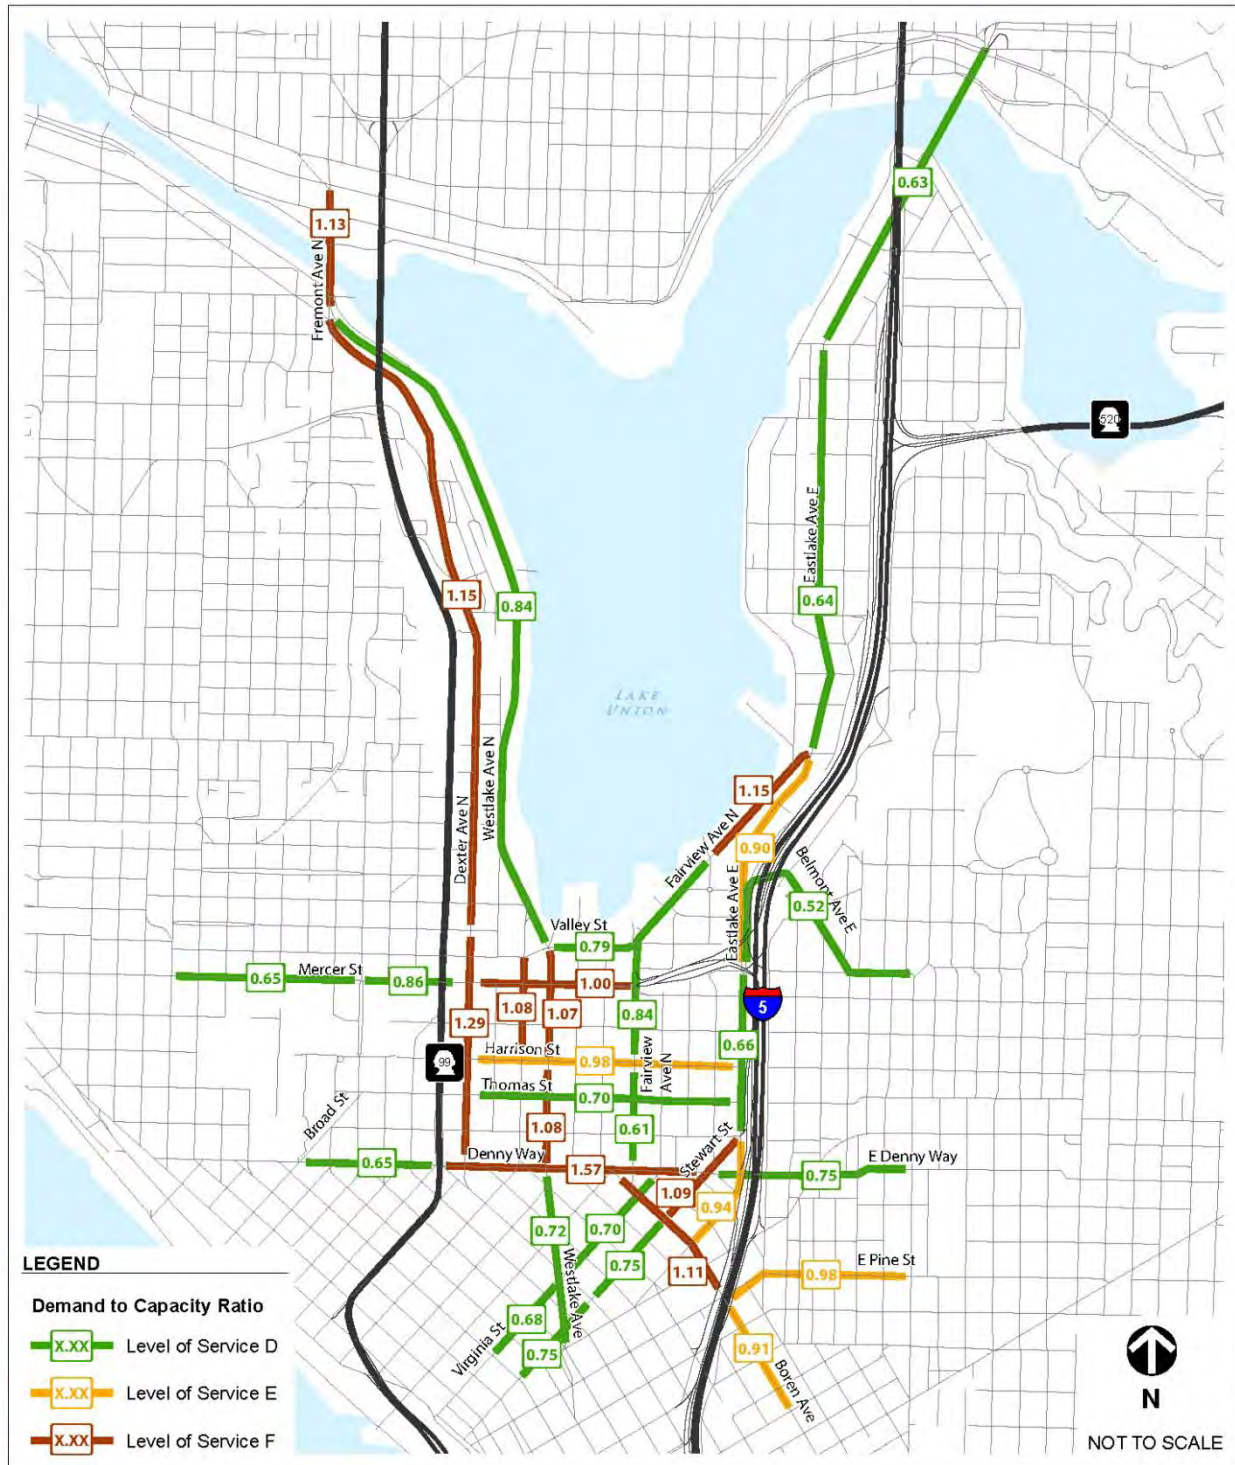 0.63
1.13
Fremont Ave N
520
Eastlake Ave E
1.15
0.84
0.64
LAKE
UNION
Westlake Ave N
Dexter Ave N
1.15
Fairview Ave N
0.90
Belmont Ave E
Eastlake Ave E
0.52
Valley St
0.79
Mercer St
0.65
0.86
1.00
1.08
1.07
0.84
5
1.29
0.66
Harrison St
0.98
Fairview
Ave N
99
Thomas St
0.70
Broad St
1.08
0.61
Stewart St
Denny Way
0.65
1.57
E Denny Way
0.75
1.09
0.94
0.72
0.70
0.75
Westlake Ave
1.11
E Pine St
0.98
0.68
Virginia St
0.75
0.91
Boren Ave
LEGEND
Demand to Capacity Ratio
X.XX Level of Service D
X.XX Level of Service E
X.XX Level of Service F
N
NOT TO SCALE